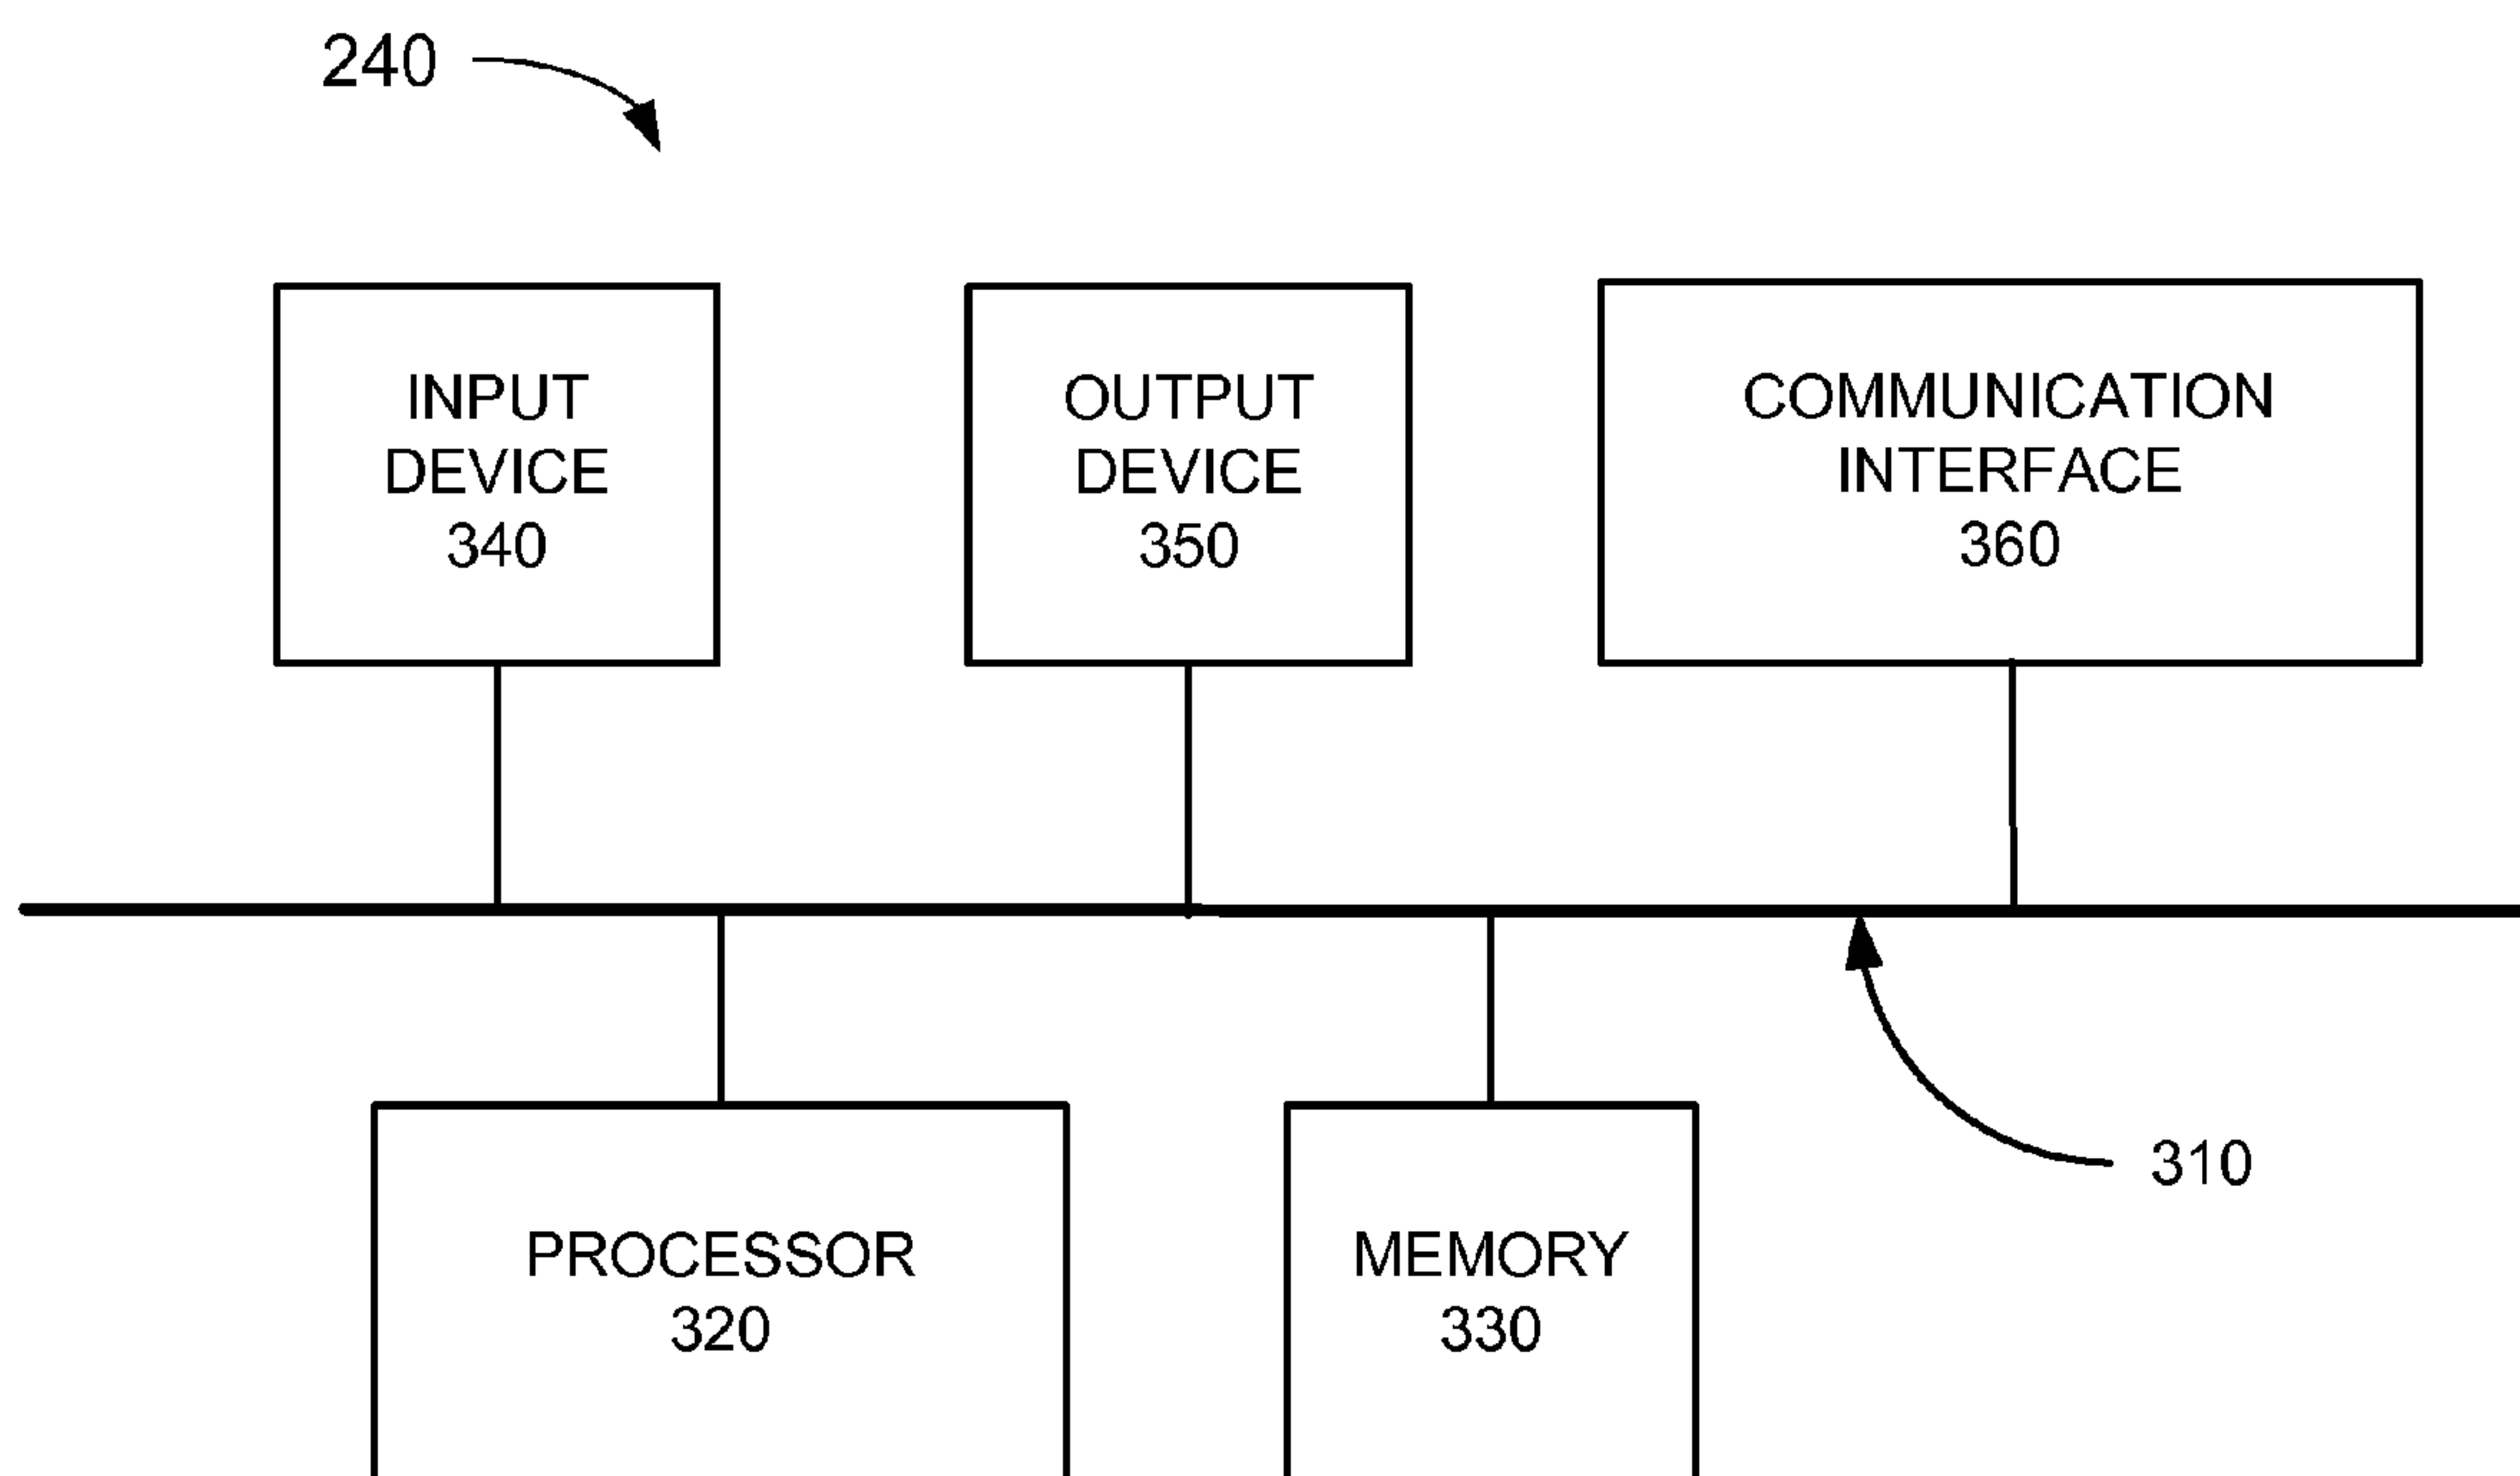 240
INPUT
DEVICE
340
OUTPUT
DEVICE
350
COMMUNICATION
INTERFACE
360
310
PROCESSOR
320
MEMORY
330